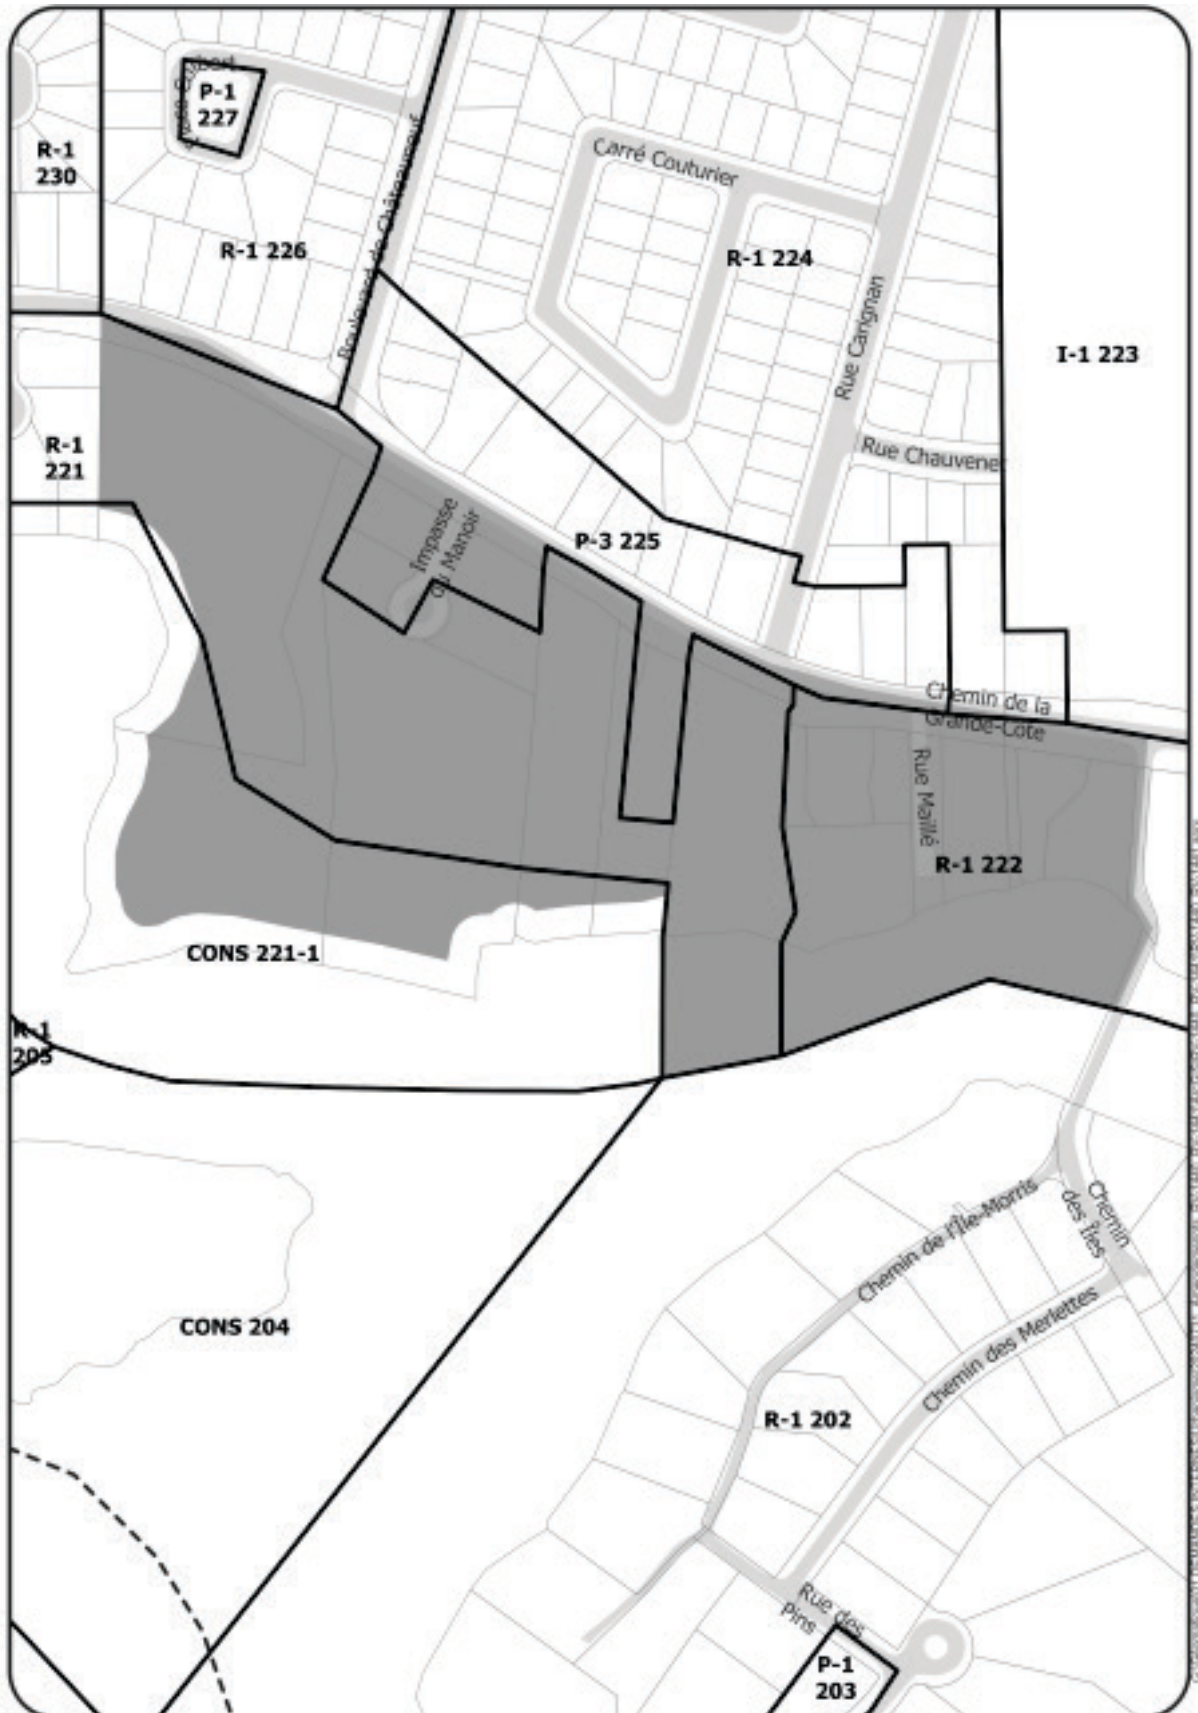 P-1
227
R-1
230
R-1 226
Boulevard de Châteauneuf
Carré Couturier
R-1 224
Rue Carignan
I-1 223
Rue Chauvenet
R-1
221
Impasse
du Manoir
P-3 225
Chemin de la
Grande-Côte
Rue Maillé
R-1 222
CONS 221-1
R-1
205
CONS 204
Chemin
des Îles
Chemin de l'Île-Morris
Chemin des Merlettes
R-1 202
Rue des
Pins
P-1
203